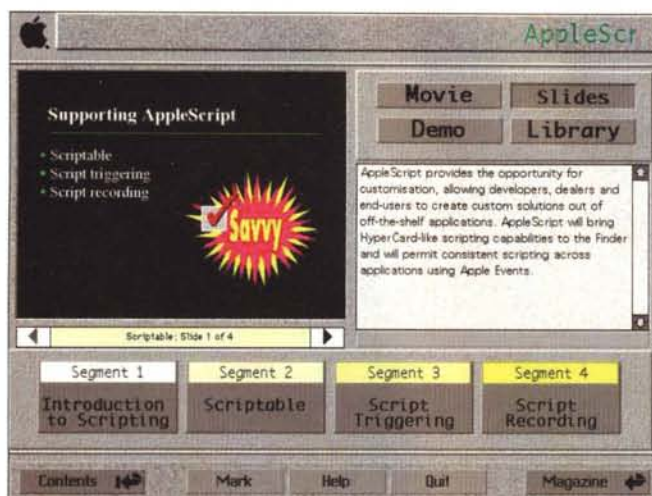 AppleScr
Supporting AppleScript
Scriptable
Script triggering
Script recording
Savvy
Scriptable: Slide 1 of 4
Movie
Slides
Demo
Library
AppleScript provides the opportunity for
customisation, allowing developers, dealers and
end-users to create custom solutions out of
off-the-shelf applications. AppleScript will bring
HyperCard-like scripting capabilities to the Finder
and will permit consistent scripting across
applications using Apple Events.
Segment 1
Introduction
to Scripting
Segment 2
Scriptable
Segment 3
Script
Triggering
Segment 4
Script
Recording
Contents
Mark
Help
Quit
Magazine